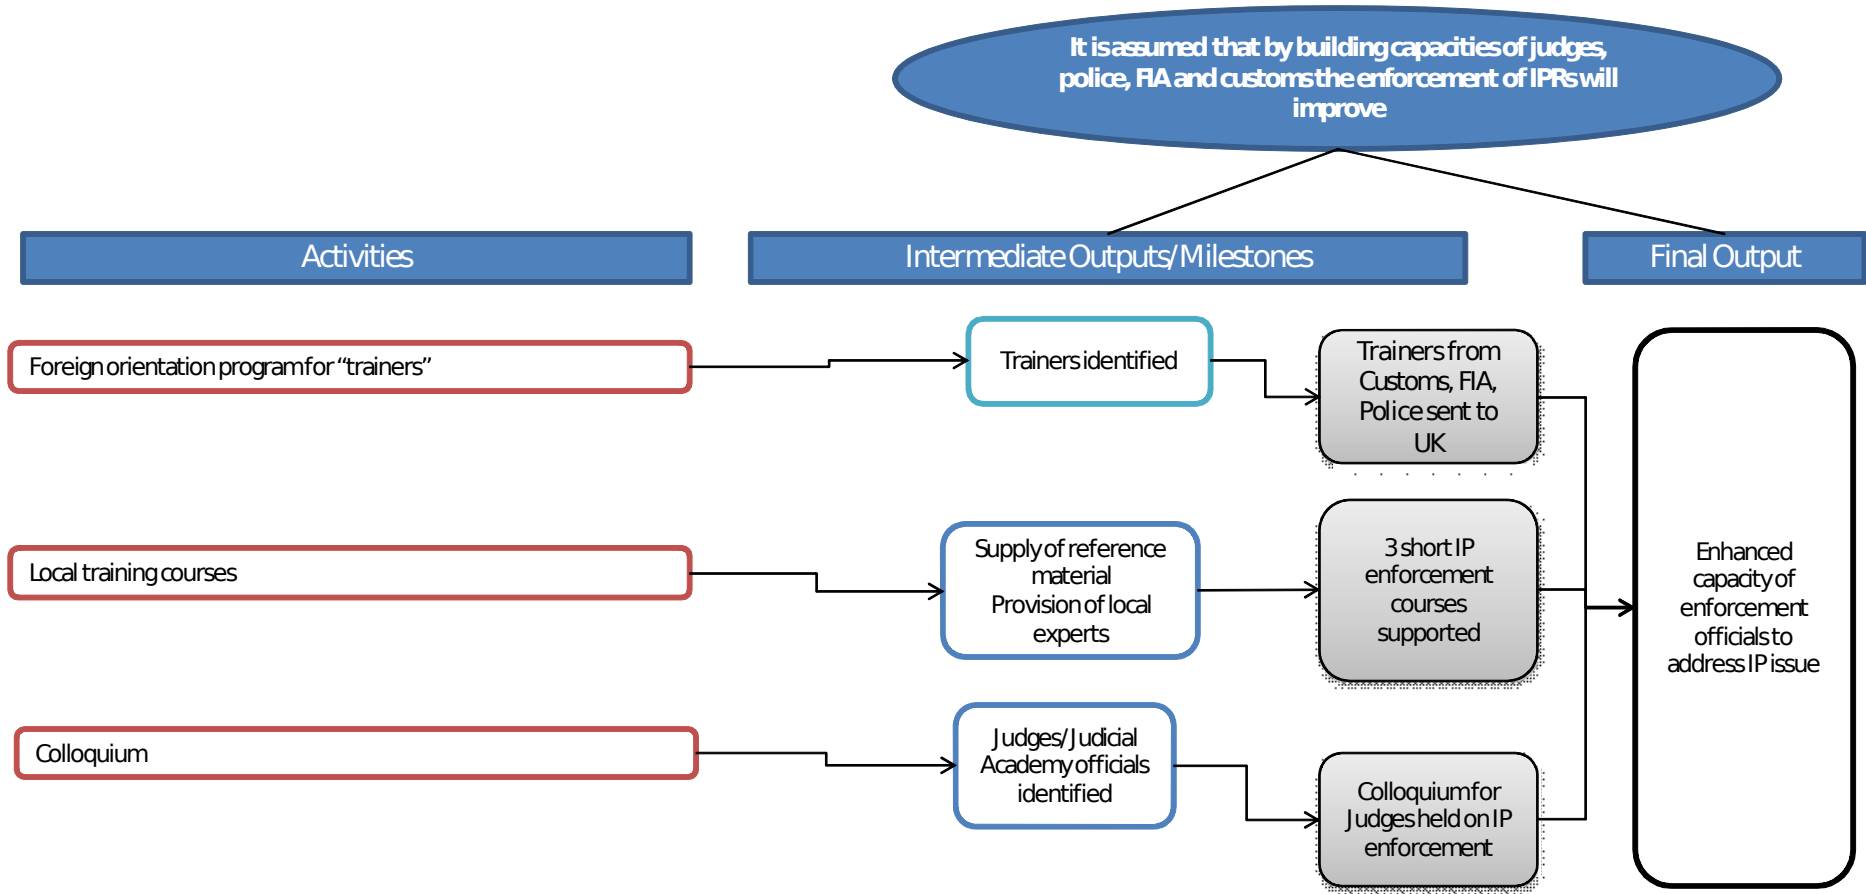 It is assumed that by building capacities of judges,
police, FIA and customs the enforcement of IPRs will
improve
Activities
Intermediate Outputs/Milestones
Final Output
Foreign orientation program for “trainers”
Trainers identified
Trainers from
Customs, FIA,
Police sent to
UK
Local training courses
Supply of reference
material
Provision of local
experts
3 short IP
enforcement
courses
supported
Colloquium
Judges/Judicial
Academy officials
identified
Colloquium for
Judges held on IP
enforcement
Enhanced
capacity of
enforcement
officials to
address IP issue